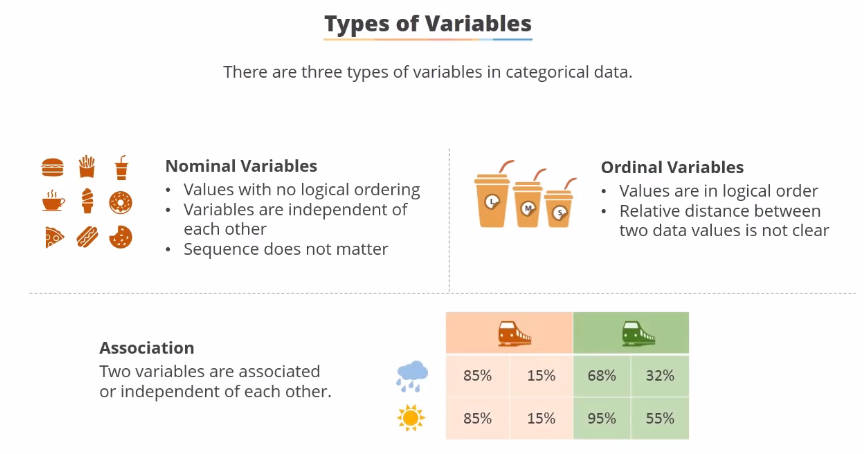 Types of Variables
There are three types of variables in categorical data.
Nominal Variables
• Values with no logical ordering
• Variables are independent of
each other
• Sequence does not matter
L
M
S
Ordinal Variables
• Values are in logical order
• Relative distance between
two data values is not clear
Association
Two variables are associated
or independent of each other.
85% 15% 68% 32%
85% 15% 95% 55%